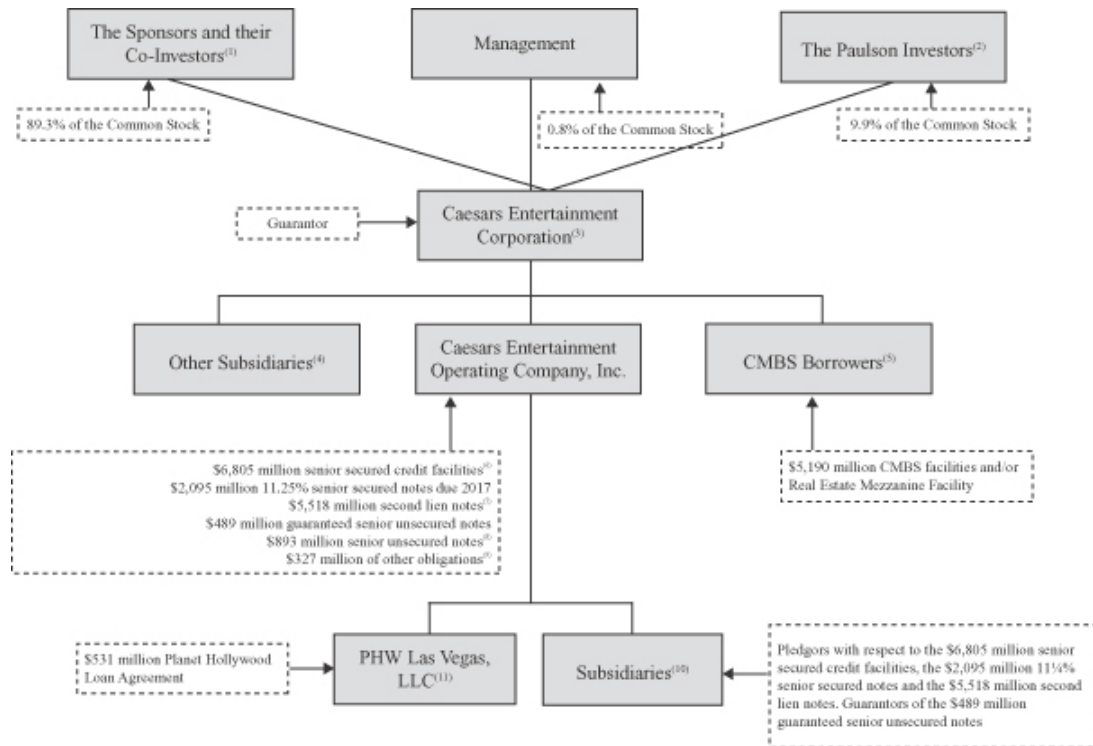 The Sponsors and their
Co-Investors(1)
Management
The Paulson Investors(2)
89.3% of the Common Stock
0.8% of the Common Stock
9.9% of the Common Stock
Guarantor
Caesars Entertainment
Corporation(3)
Other Subsidiaries(4)
Caesars Entertainment
Operating Company, Inc.
CMBS Borrowers(5)
$6,805 million senior secured credit facilities
$2,095 million 11.25% senior secured notes due 2017
$5,518 million second lien notes
$489 million guaranteed senior unsecured notes
$893 million senior unsecured notes
$327 million of other obligations
$5,190 million CMBS facilities and/or
Real Estate Mezzanine Facility
$531 million Planet Hollywood
Loan Agreement
PHW Las Vegas,
LLC(11)
Subsidiaries(10)
Pledgors with respect to the $6,805 million senior
secured credit facilities, the $2,095 million 11¼%
senior secured notes and the $5,518 million second
lien notes. Guarantors of the $489 million
guaranteed senior unsecured notes